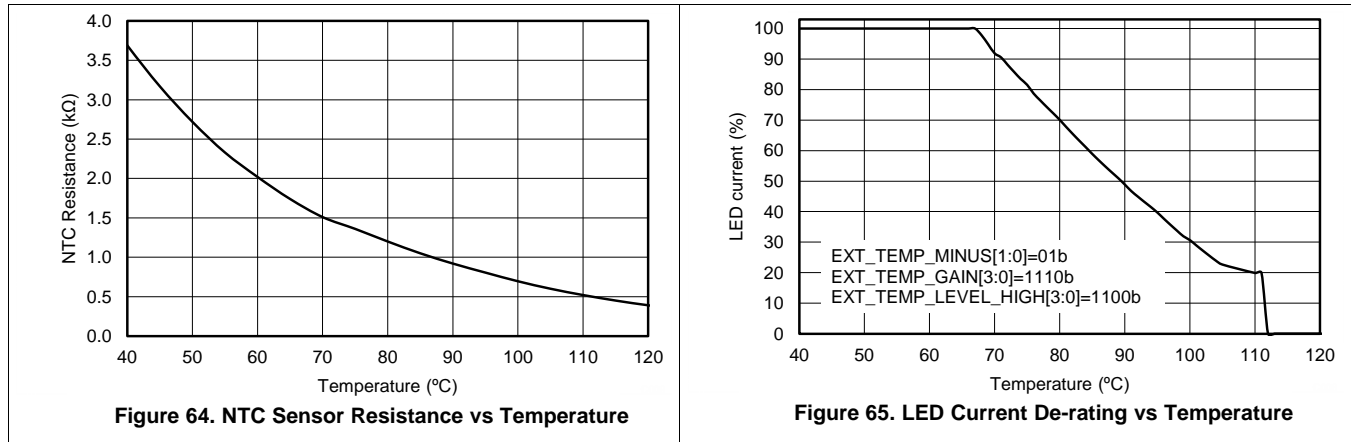 4.0
3.5
3.0
2.5
2.0
1.5
1.0
0.5
0.0
NTC Resistance (kΩ)
40 50 60 70 80 90 100 110 120
Temperature (ºC)
Figure 64. NTC Sensor Resistance vs Temperature
100
90
80
70
60
50
40
30
20
10
0
LED current (%)
EXT_TEMP_MINUS[1:0]=01b
EXT_TEMP_GAIN[3:0]=1110b
EXT_TEMP_LEVEL_HIGH[3:0]=1100b
40 50 60 70 80 90 100 110 120
Temperature (ºC)
Figure 65. LED Current De-rating vs Temperature